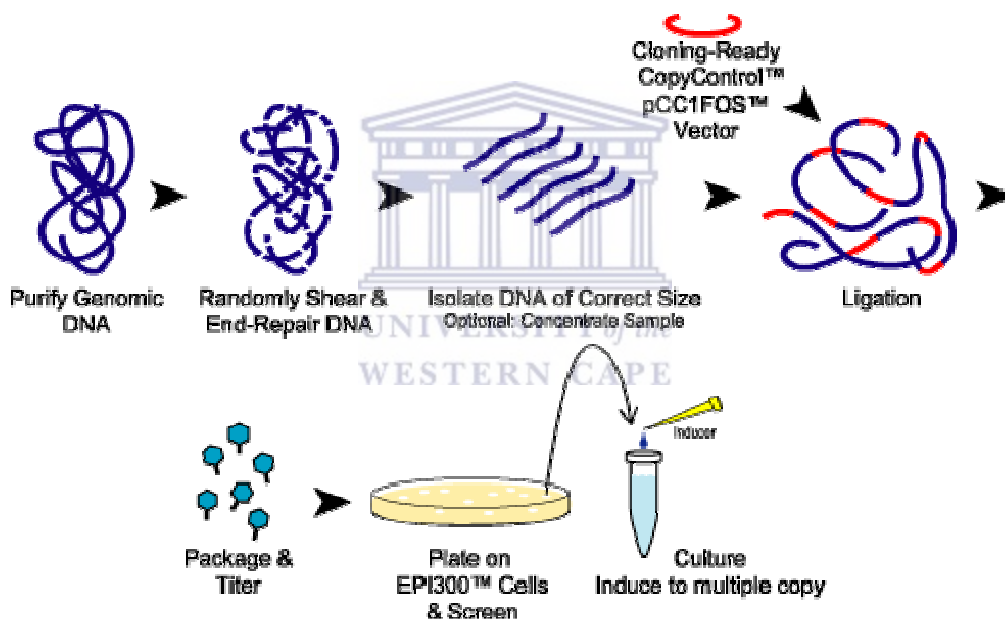 Cloning-Ready
CopyControl™
pCC1FOS™
Vector
Purify Genomic
DNA
Randomly Shear &
End-Repair DNA
Isolate DNA of Correct Size
Optional: Concentrate Sample
Ligation
UNIVERSITY of the
WESTERN CAPE
Inducer
Package &
Titer
Plate on
EPI300™ Cells
& Screen
Culture
Induce to multiple copy